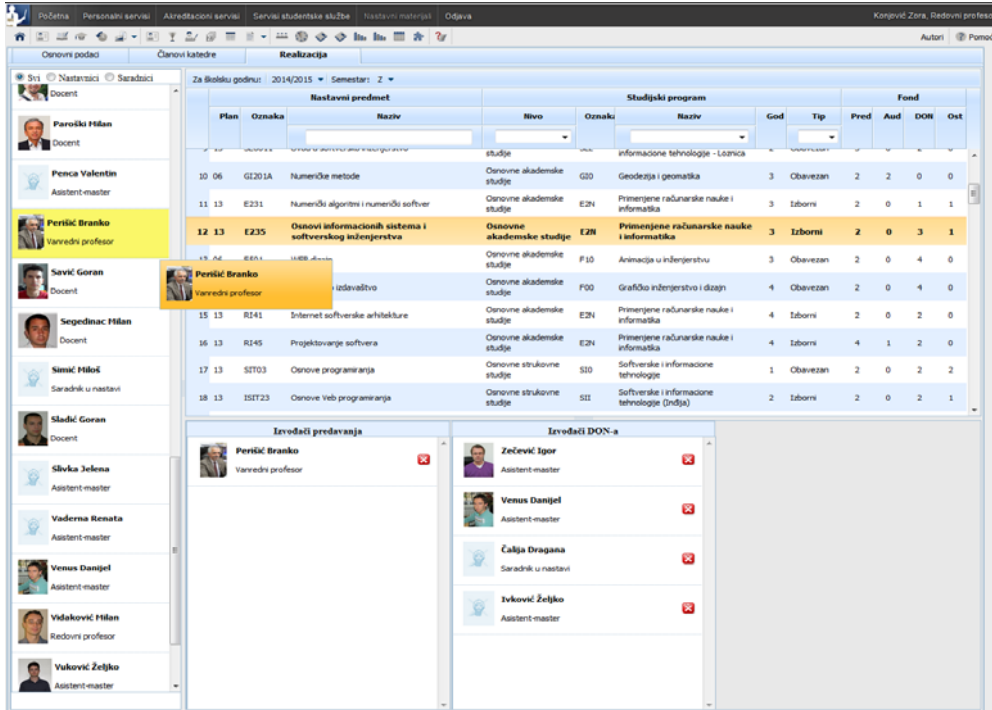 Početna Personalni servisi Akreditacioni servisi Servisi studentske službe Nastavni materijali Odjava Konjović Zora, Redovni profesor
Autori Pomoć
Osnovni podaci Članovi katedre Realizacija
Svi Nastavnici Saradnici
Docent
Paroški Milan
Docent
Penca Valentin
Asistent-master
Perišić Branko
Vanredni profesor
Savić Goran
Docent
Segedinac Milan
Docent
Simić Miloš
Saradnik u nastavi
Sladić Goran
Docent
Slivka Jelena
Asistent-master
Vaderna Renata
Asistent-master
Venus Danijel
Asistent-master
Vidaković Milan
Redovni profesor
Vuković Željko
Asistent-master
Za školsku godinu: 2014/2015 Semestar: Z
Nastavni predmet Studijski program Fond
Plan Oznaka Naziv Nivo Oznaka Naziv God Tip Pred Aud DON Ost
studije informacione tehnologije - Loznica
10 06 GI201A Numeričke metode Osnovne akademske studije GI0 Geodezija i geomatika 3 Obavezan 2 2 0 0
11 13 E231 Numerički algoritmi i numerički softver Osnovne akademske studije E2N Primenjene računarske nauke i informatika 3 Izborni 2 0 1 1
12 13 E235 Osnovi informacionih sistema i softverskog inženjerstva Osnovne akademske studije E2N Primenjene računarske nauke i informatika 3 Izborni 2 0 3 1
Osnovne akademske studije F10 Animacija u inženjerstvu 3 Obavezan 2 0 4 0
Perišić Branko
Vanredni profesor
izdavaštvo Osnovne akademske studije F00 Grafičko inženjerstvo i dizajn 4 Obavezan 2 0 4 0
15 13 RI41 Internet softverske arhitekture Osnovne akademske studije E2N Primenjene računarske nauke i informatika 4 Izborni 2 0 2 0
16 13 RI45 Projektovanje softvera Osnovne akademske studije E2N Primenjene računarske nauke i informatika 4 Izborni 4 1 2 0
17 13 SIT03 Osnove programiranja Osnovne strukovne studije SI0 Softverske i informacione tehnologije 1 Obavezan 2 0 2 2
18 13 ISIT23 Osnove Veb programiranja Osnovne strukovne studije SII Softverske i informacione tehnologije (Inđija) 2 Izborni 2 0 2 1
Izvođači predavanja
Perišić Branko
Vanredni profesor
Izvođači DON-a
Zečević Igor
Asistent-master
Venus Danijel
Asistent-master
Čalija Dragana
Saradnik u nastavi
Ivković Željko
Asistent-master